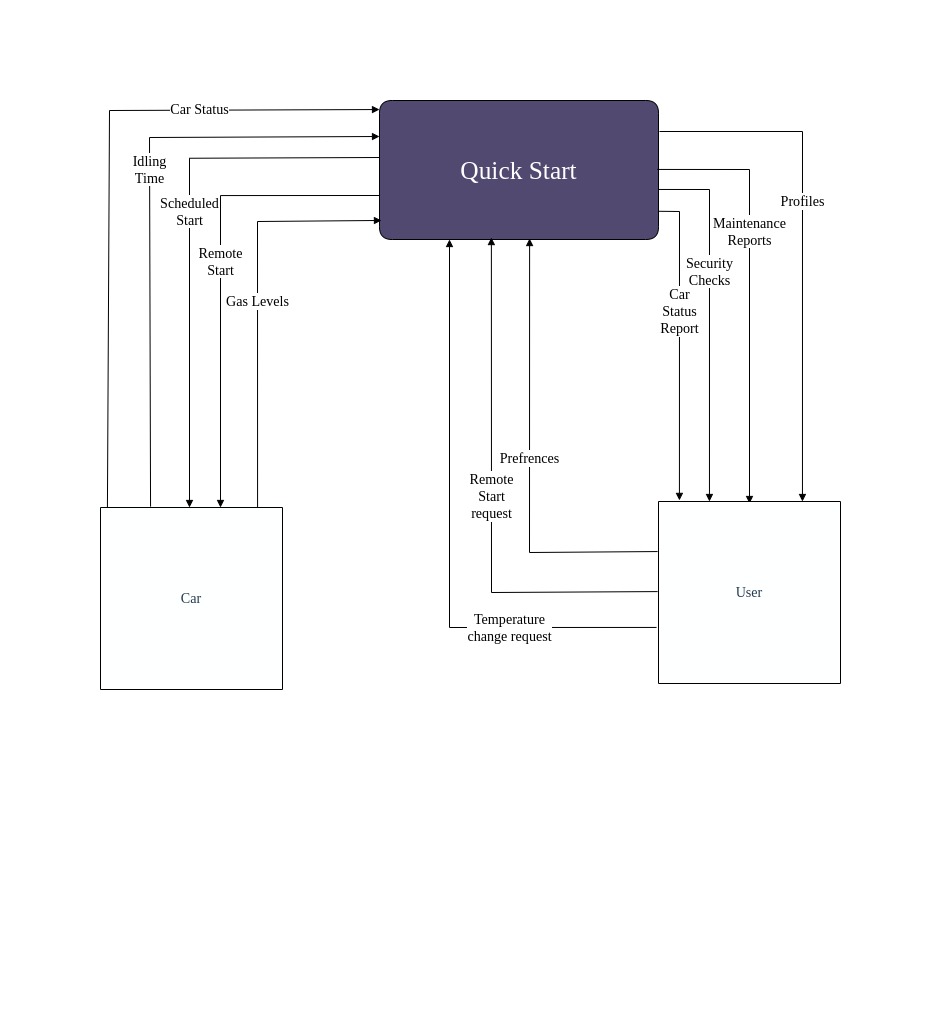 Car Status
Quick Start
Idling
Time
Scheduled
Start
Remote
Start
Gas Levels
Profiles
Maintenance
Reports
Security
Checks
Car
Status
Report
Prefrences
Remote
Start
request
Temperature
change request
Car
User